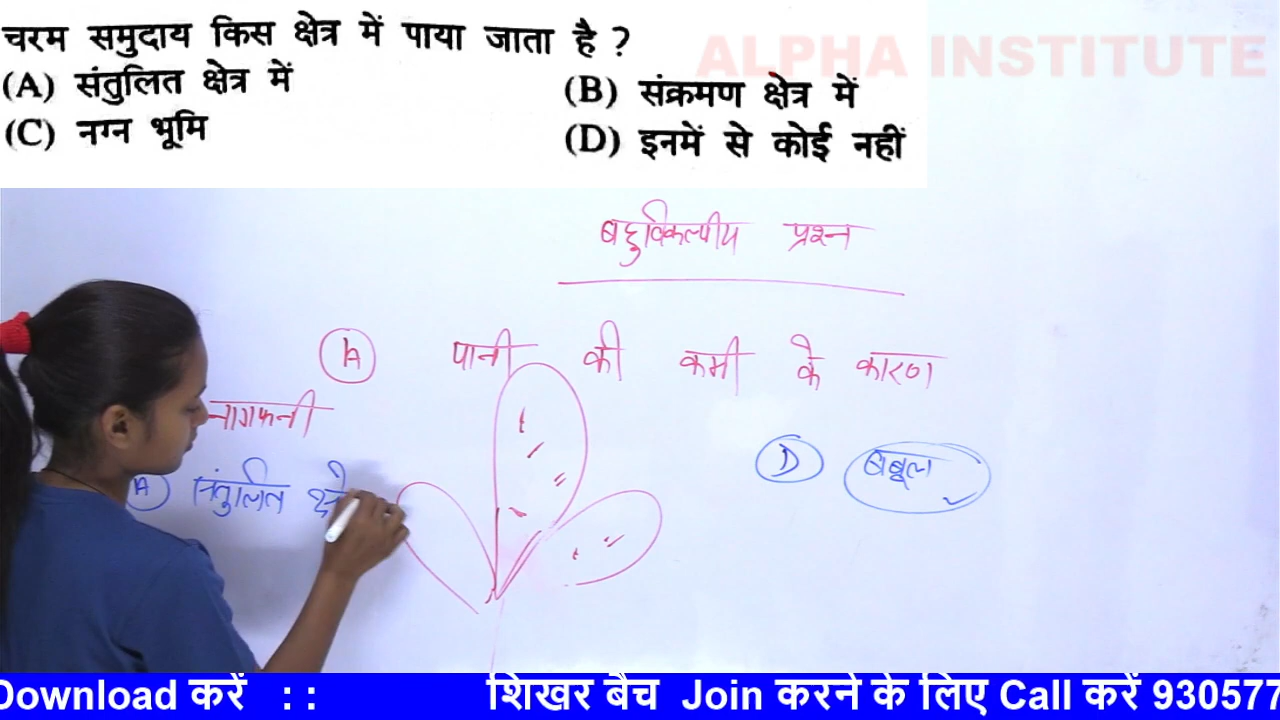 चरम समुदाय किस क्षेत्र में पाया जाता है ?
ALPHA INSTITUTE
(A) संतुलित क्षेत्र में
(B) संक्रमण क्षेत्र में
(C) नग्न भूमि
(D) इनमें से कोई नहीं
बहुविकल्पीय प्रश्न
A पानी की कमी के कारण
नागफनी
D बबूल
A संतुलित क्षे
Download करें : : शिखर बैच Join करने के लिए Call करें 930577